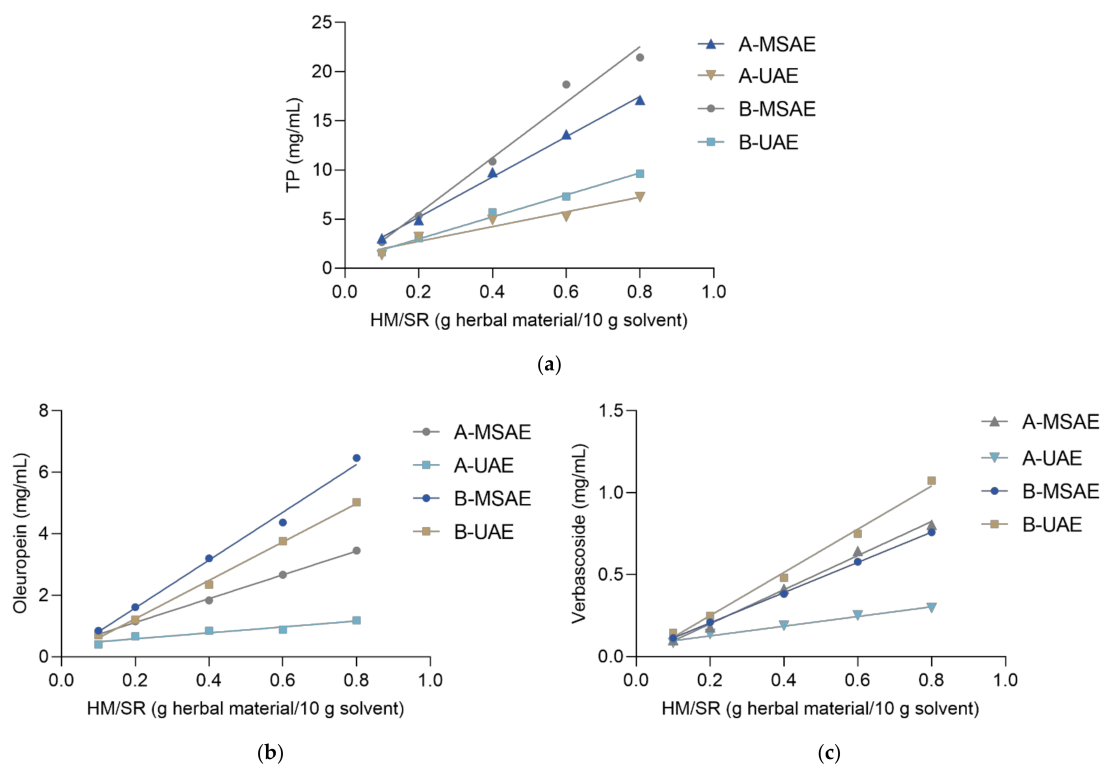 25
20
15
10
5
0
TP (mg/mL)
0.0 0.2 0.4 0.6 0.8 1.0
HM/SR (g herbal material/10 g solvent)
A-MSAE
A-UAE
B-MSAE
B-UAE
(a)
8
6
4
2
0
Oleuropein (mg/mL)
0.0 0.2 0.4 0.6 0.8 1.0
HM/SR (g herbal material/10 g solvent)
A-MSAE
A-UAE
B-MSAE
B-UAE
(b)
1.5
1.0
0.5
0.0
Verbascoside (mg/mL)
0.0 0.2 0.4 0.6 0.8 1.0
HM/SR (g herbal material/10 g solvent)
A-MSAE
A-UAE
B-MSAE
B-UAE
(c)